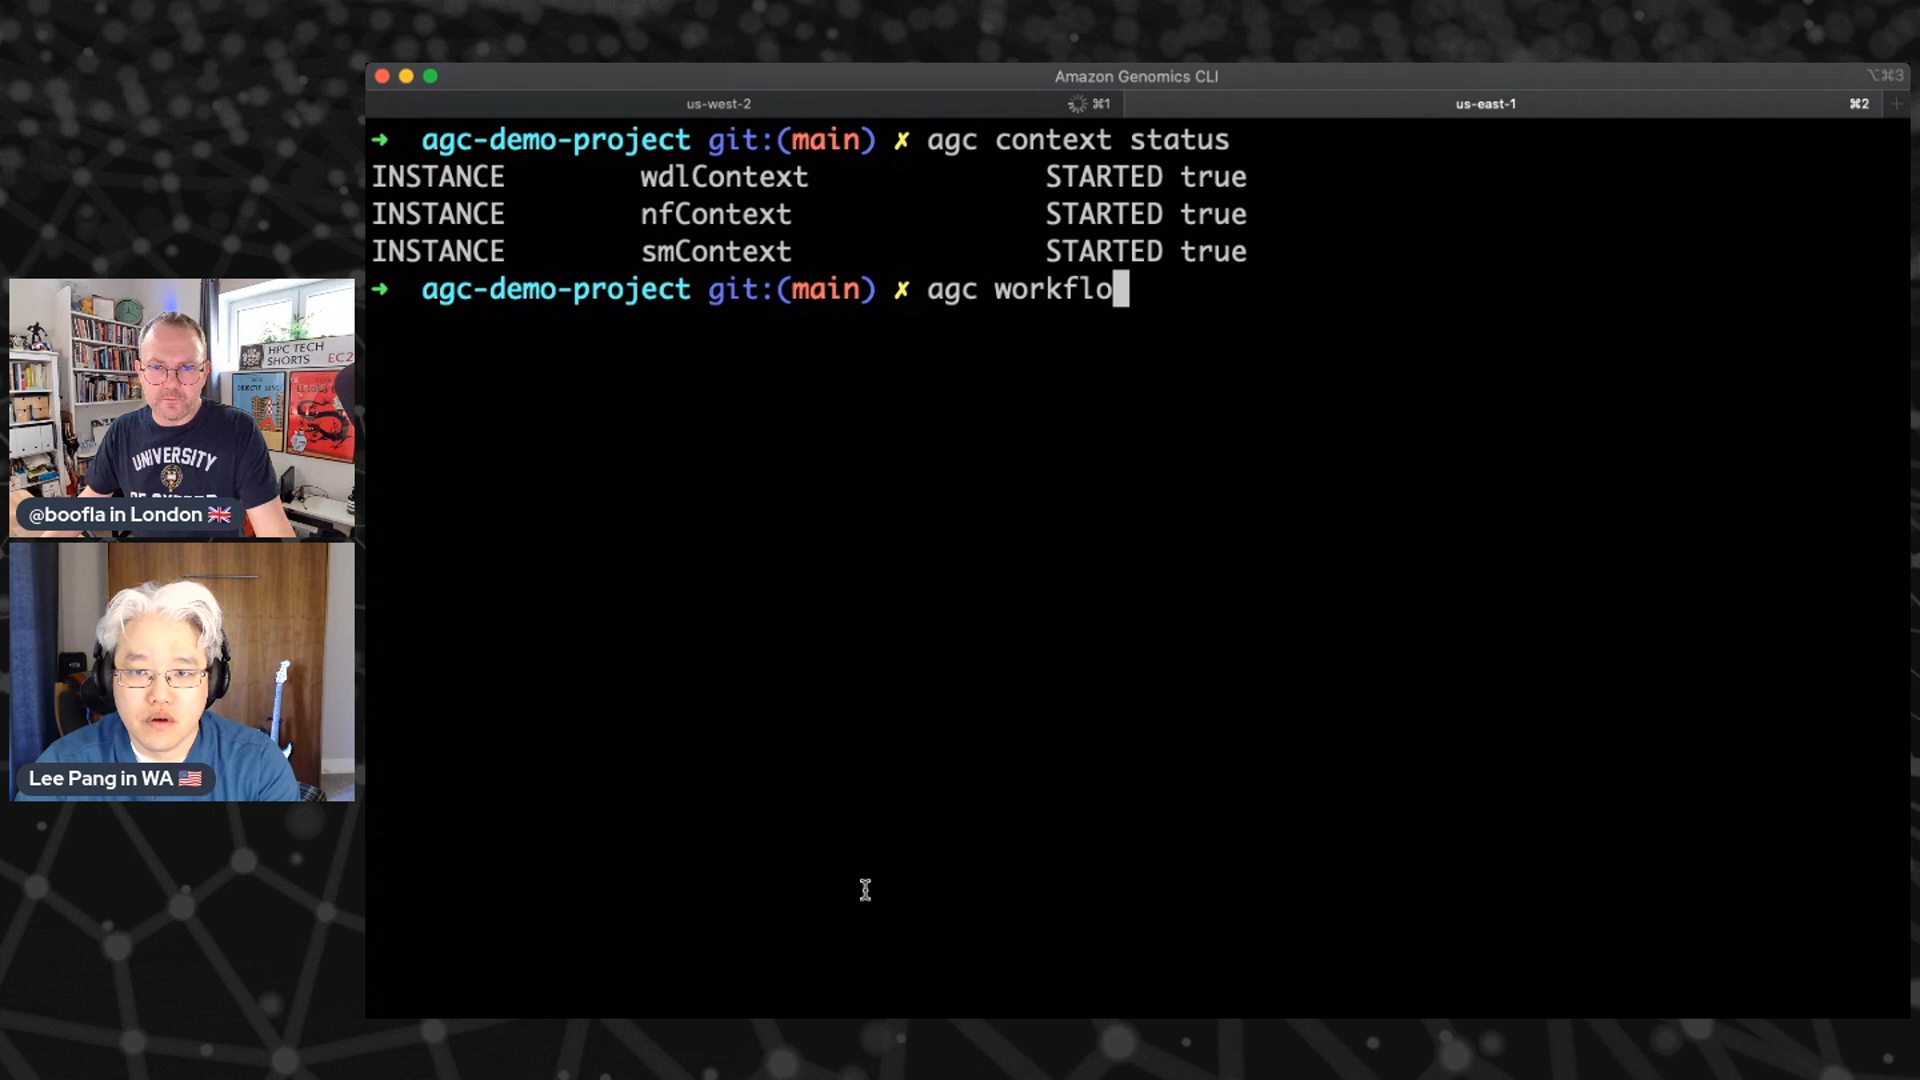 Amazon Genomics CLI
⌥⌘3
us-west-2 ⌘1 us-east-1 ⌘2 +
➜ agc-demo-project git:(main) ✗ agc context status
INSTANCE wdlContext STARTED true
INSTANCE nfContext STARTED true
INSTANCE smContext STARTED true
➜ agc-demo-project git:(main) ✗ agc workflo
HPC TECH
SHORTS EC2
UNIVERSITY
@boofla in London
Lee Pang in WA